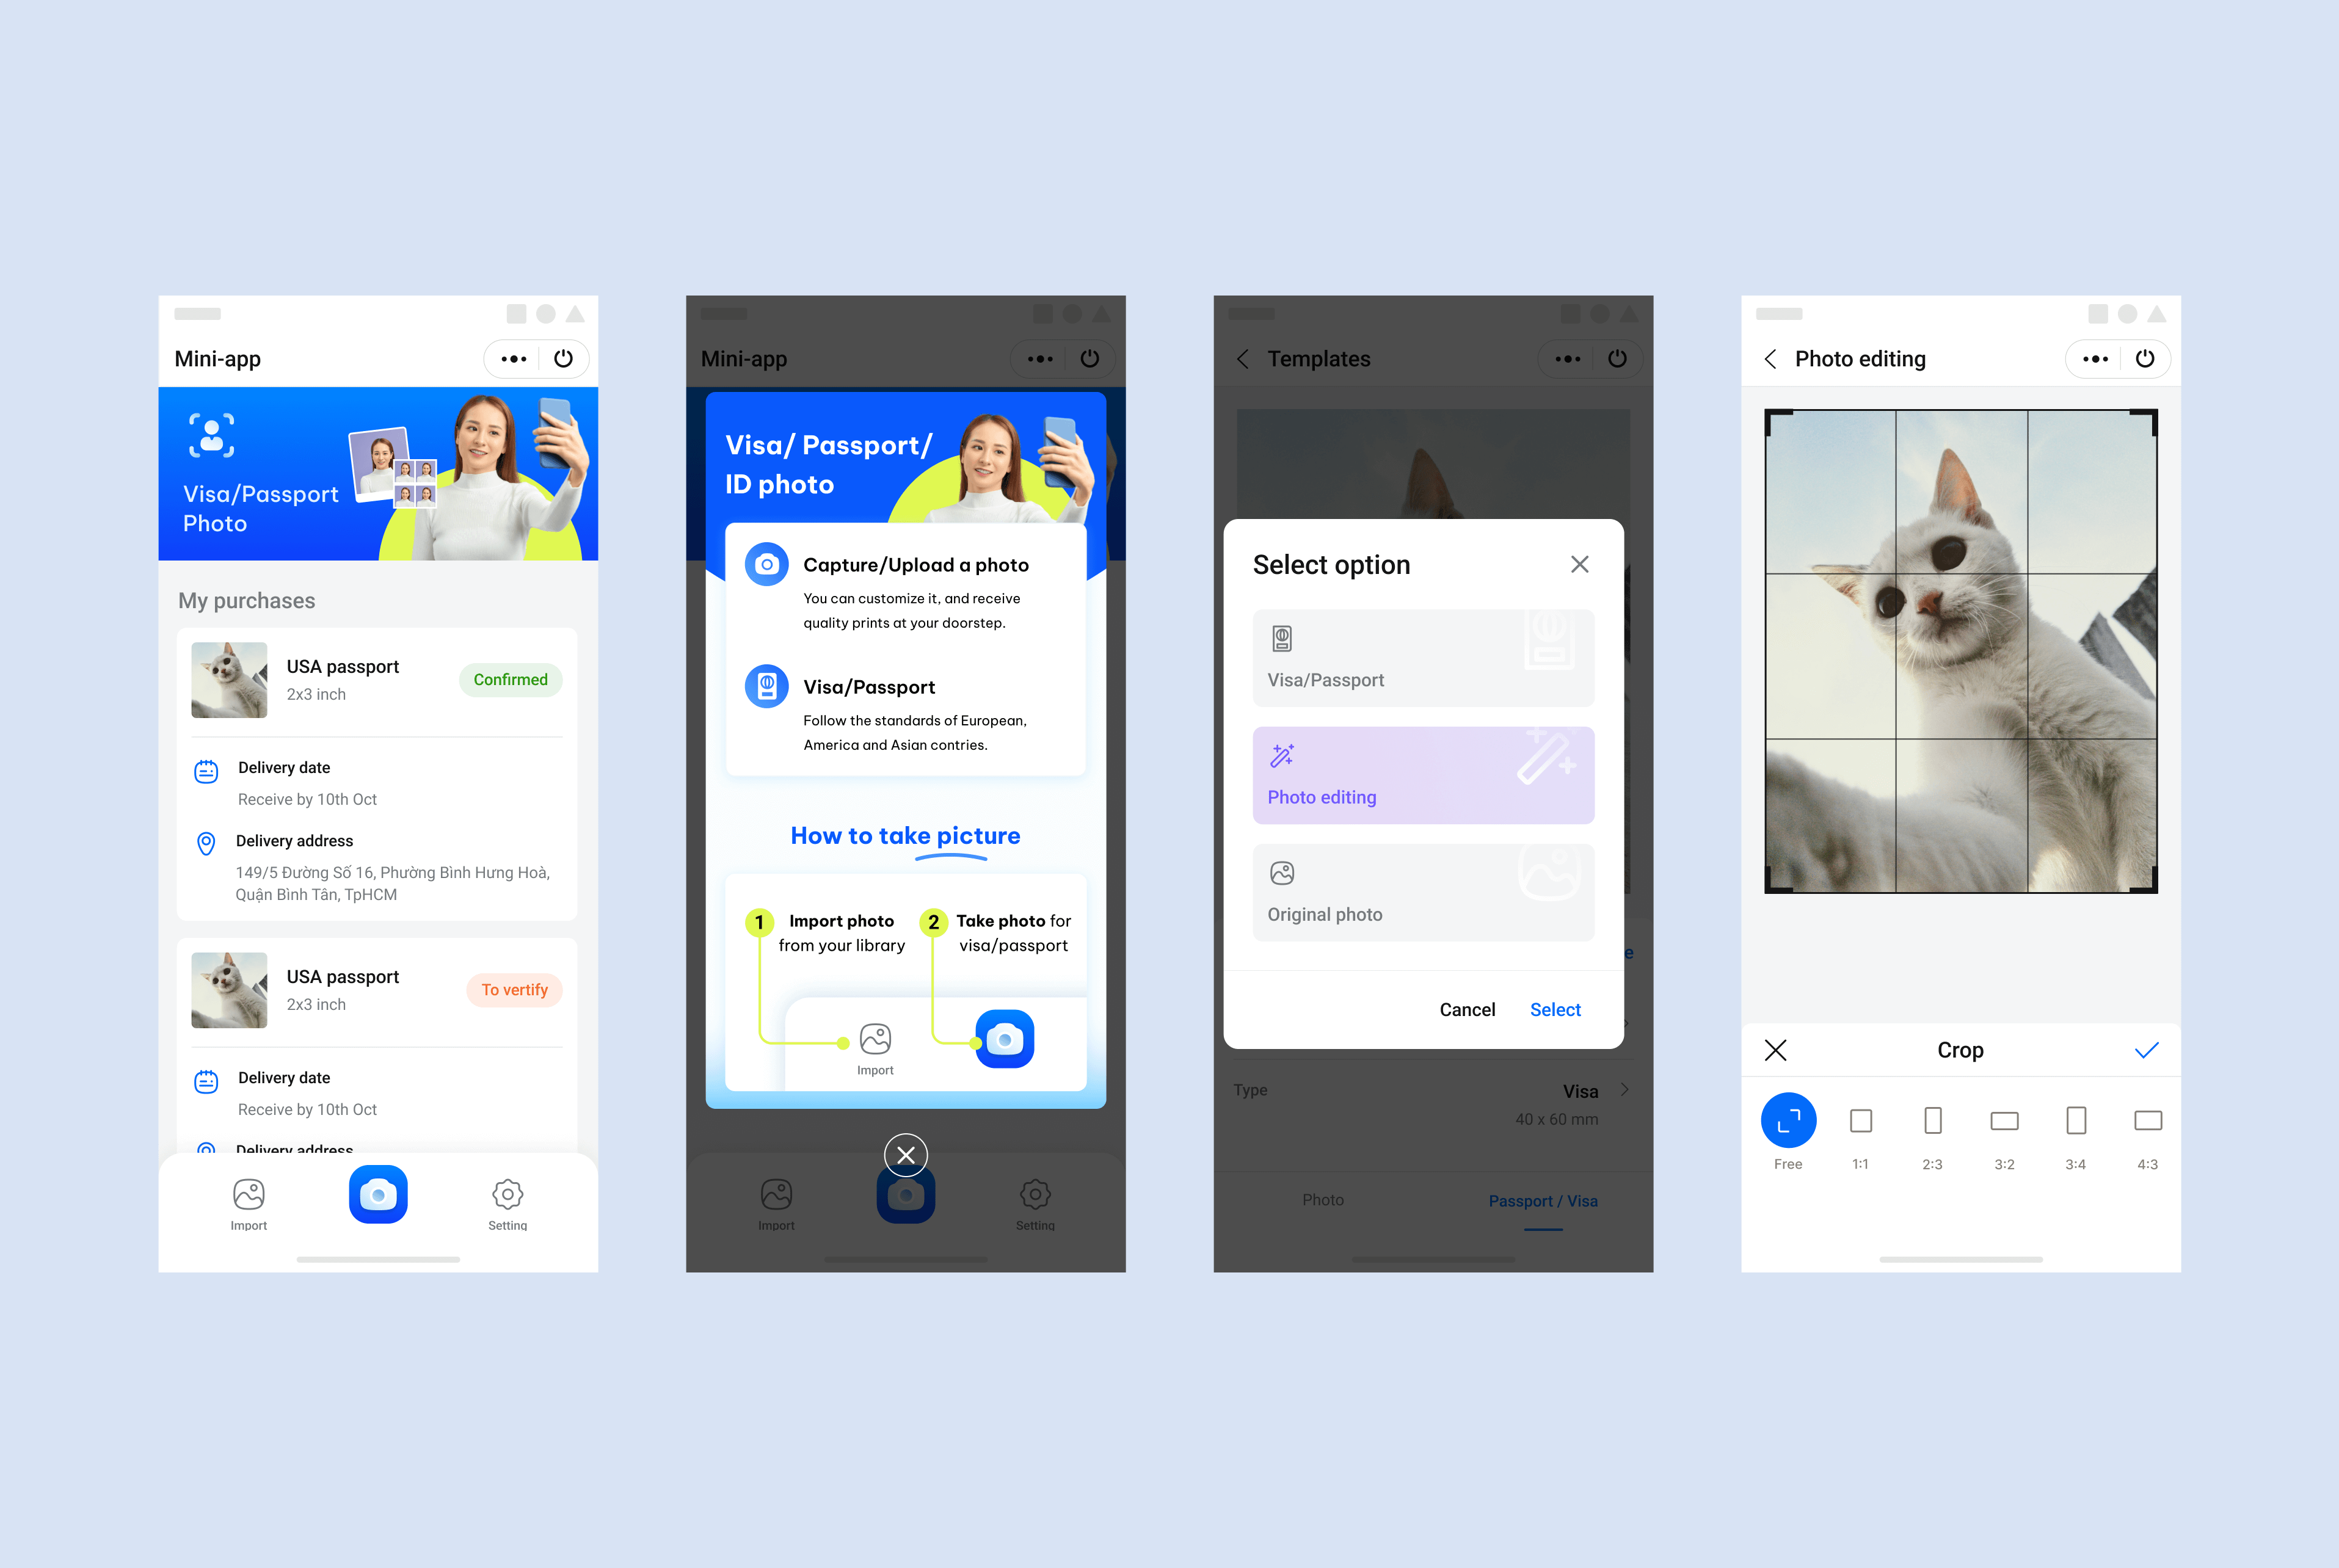 Mini-app
Visa/Passport
Photo
My purchases
USA passport
2x3 inch
Confirmed
Delivery date
Receive by 10th Oct
Delivery address
149/5 Đường Số 16, Phường Bình Hưng Hoà,
Quận Bình Tân, TpHCM
USA passport
2x3 inch
To vertify
Delivery date
Receive by 10th Oct
Delivery address
Import
Setting
Mini-app
Visa/ Passport/
ID photo
Capture/Upload a photo
You can customize it, and receive
quality prints at your doorstep.
Visa/Passport
Follow the standards of European,
America and Asian contries.
How to take picture
1 Import photo
from your library
2 Take photo for
visa/passport
Import
Import
Setting
Templates
Select option
Visa/Passport
Photo editing
Original photo
Cancel Select
Type Visa
40 x 60 mm
Photo Passport / Visa
Photo editing
Crop
Free 1:1 2:3 3:2 3:4 4:3